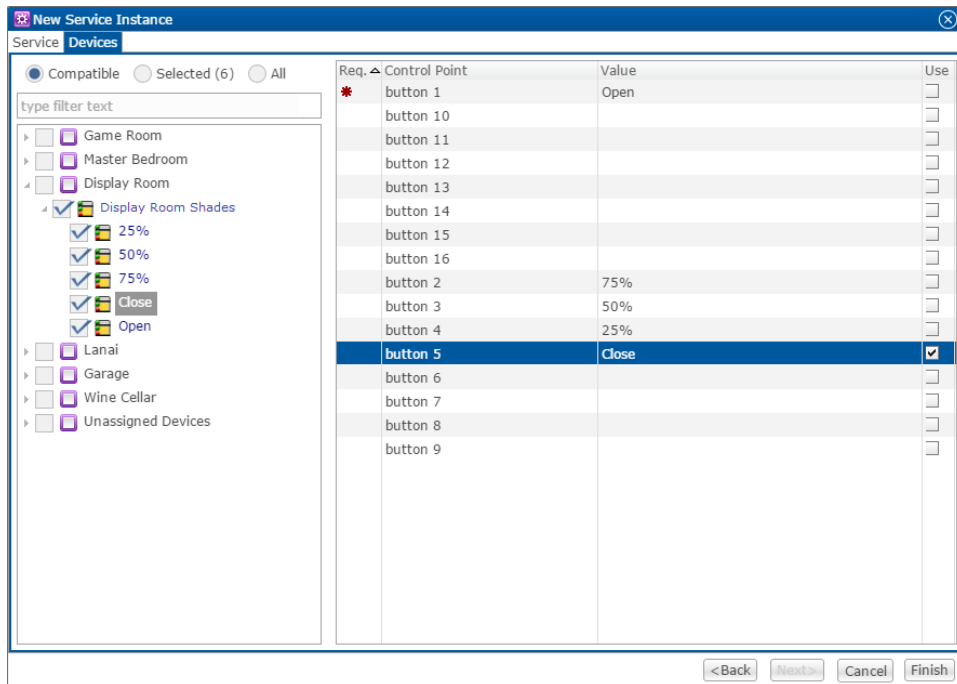 New Service Instance
Service Devices
Compatible Selected (6) All
type filter text
Game Room
Master Bedroom
Display Room
Display Room Shades
25%
50%
75%
Close
Open
Lanai
Garage
Wine Cellar
Unassigned Devices
Req. Control Point Value Use
button 1 Open
button 10
button 11
button 12
button 13
button 14
button 15
button 16
button 2 75%
button 3 50%
button 4 25%
button 5 Close
button 6
button 7
button 8
button 9
<Back Next> Cancel Finish